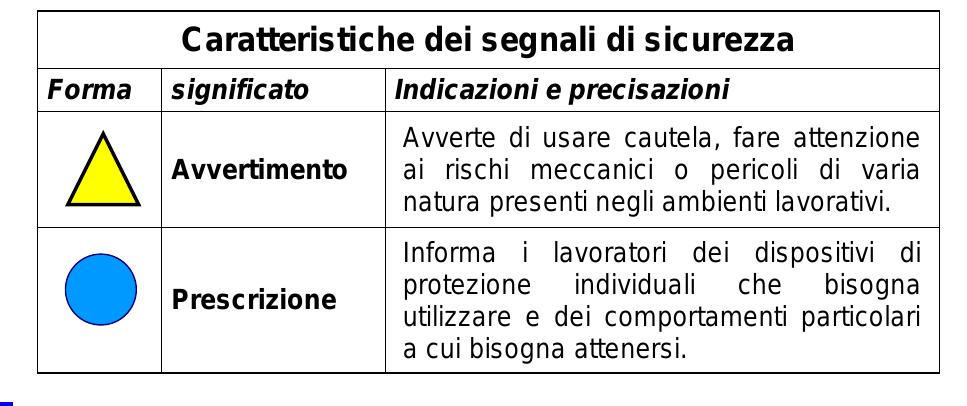 Caratteristiche dei segnali di sicurezza
Forma significato Indicazioni e precisazioni
Avvertimento
Avverte di usare cautela, fare attenzione
ai rischi meccanici o pericoli di varia
natura presenti negli ambienti lavorativi.
Prescrizione
Informa i lavoratori dei dispositivi di
protezione individuali che bisogna
utilizzare e dei comportamenti particolari
a cui bisogna attenersi.